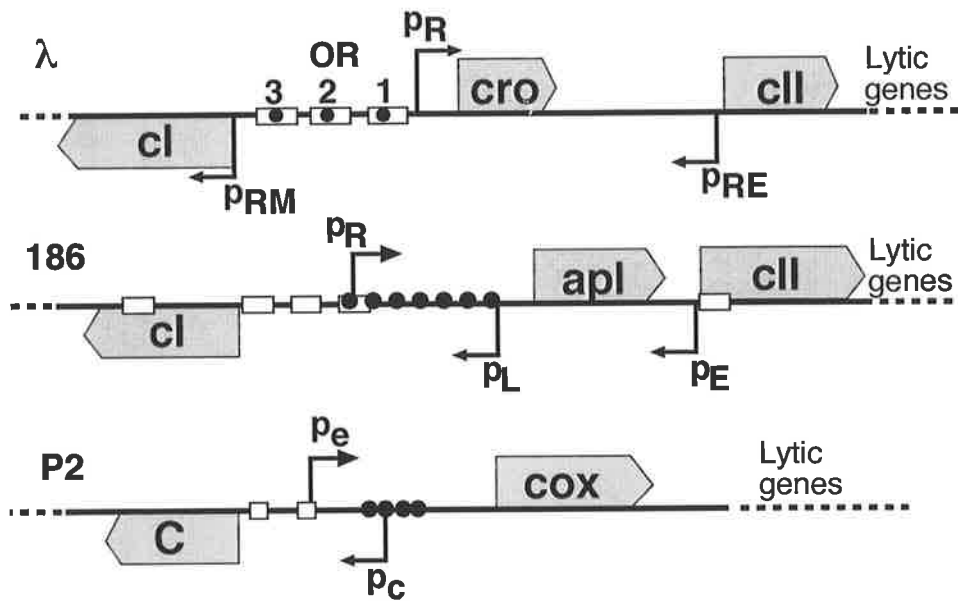 λ
OR
pR
3 2 1
cro
cII
Lytic
genes
cI
pRM
pRE
186
pR
apl
cII
Lytic
genes
cI
pL
pE
P2
pe
cox
Lytic
genes
C
pc